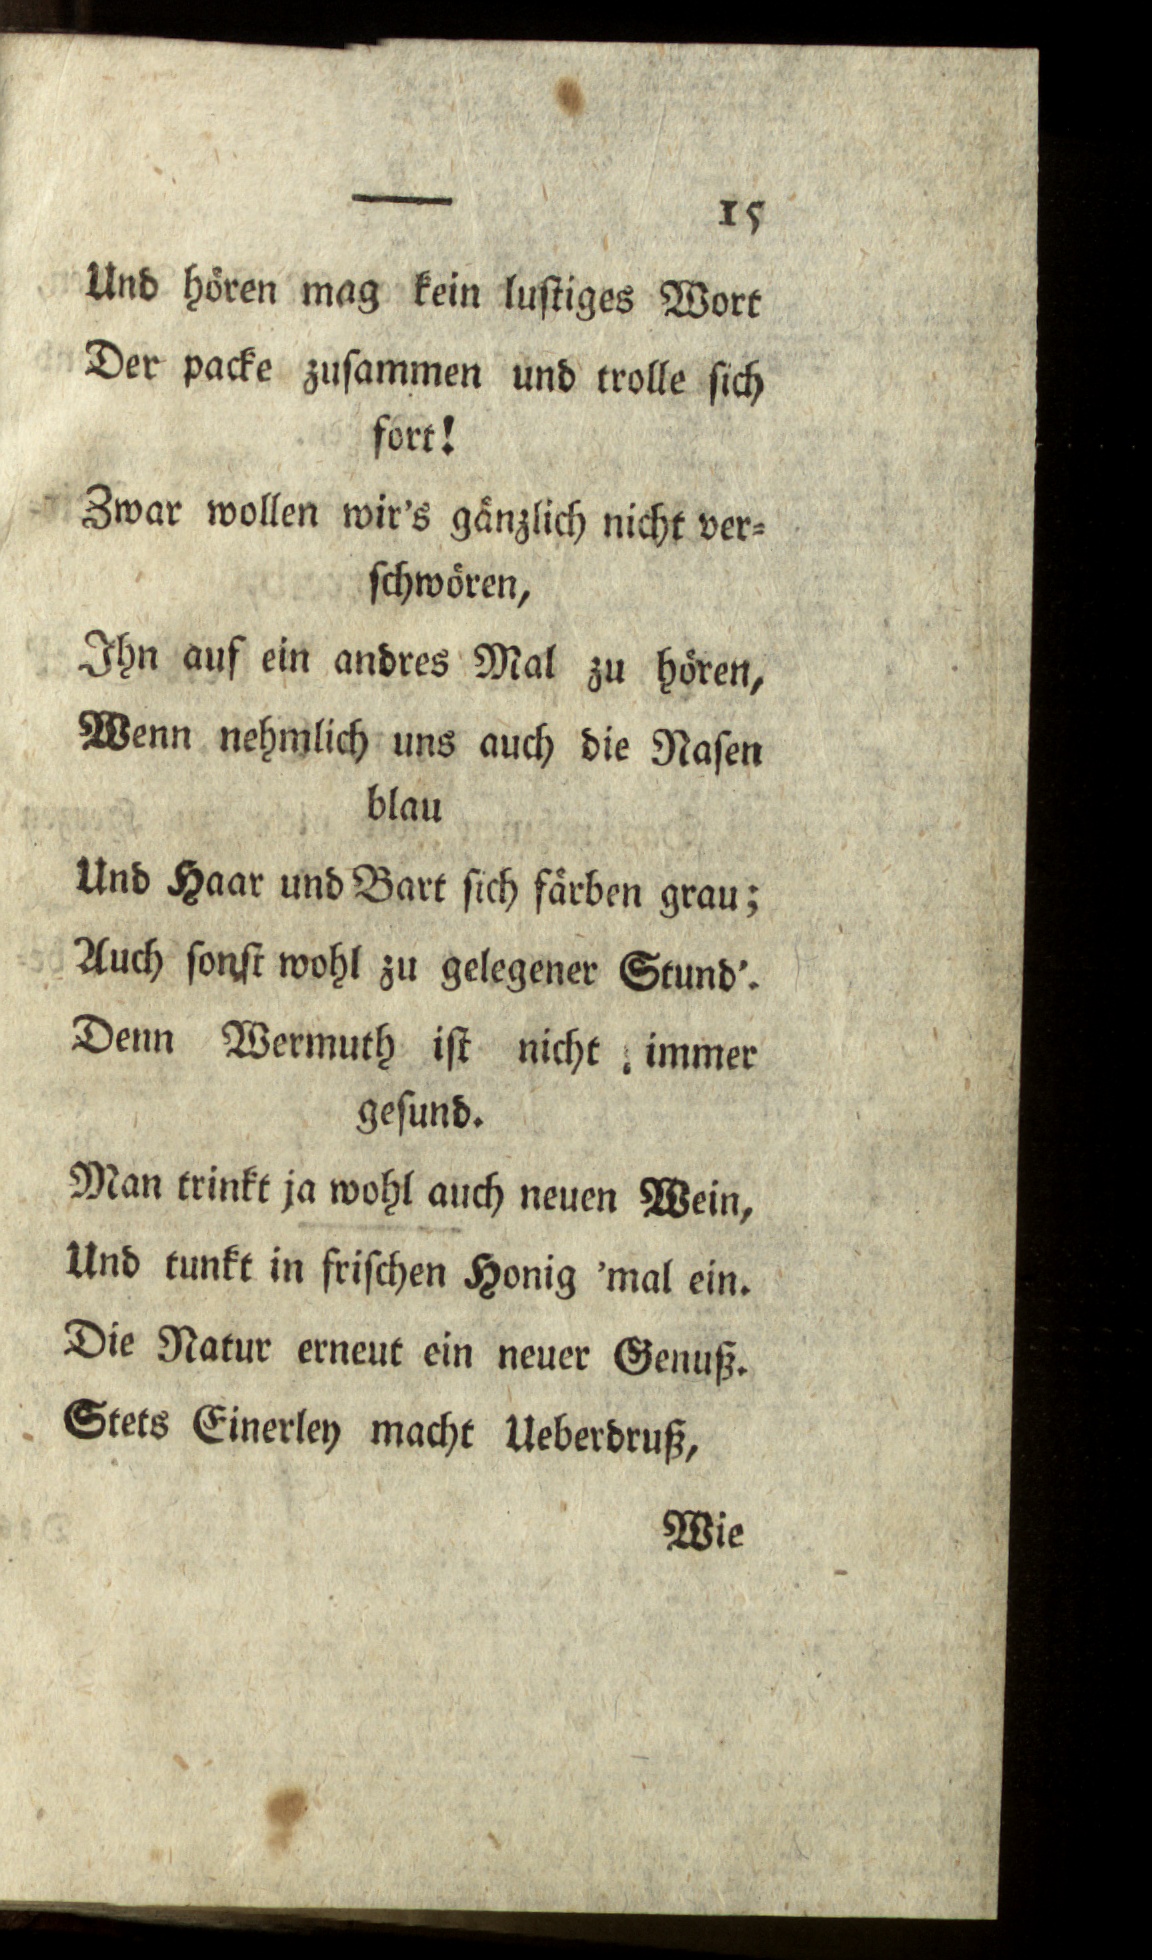 15
Und hören mag kein lustiges Wort
Der packe zusammen und trolle sich
fort!
Zwar wollen wir's gänzlich nicht ver-
schwören,
Ihn auf ein andres Mal zu hören,
Wenn nehmlich uns auch die Nasen
blau
Und Haar und Bart sich färben grau;
Auch sonst wohl zu gelegener Stund'.
Denn Wermuth ist nicht immer
gesund.
Man trinkt ja wohl auch neuen Wein,
Und tunkt in frischen Honig 'mal ein.
Die Natur erneut ein neuer Genuß.
Stets Einerley macht Ueberdruß,
Wie